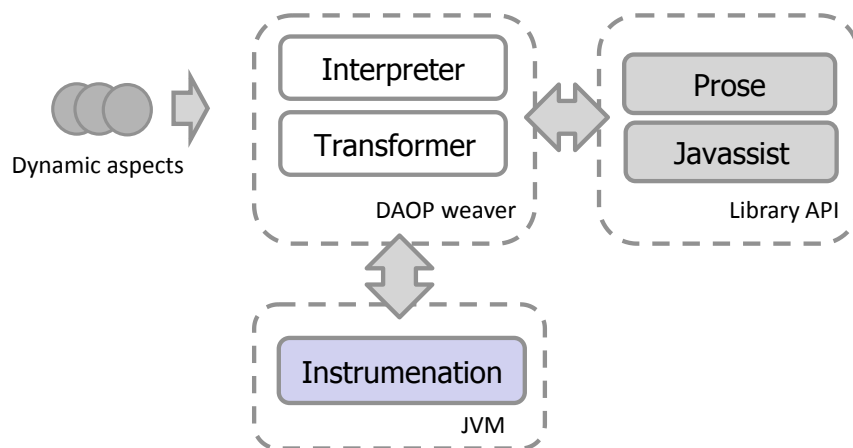 Interpreter
Transformer
DAOP weaver
Prose
Javassist
Library API
Dynamic aspects
Instrumenation
JVM